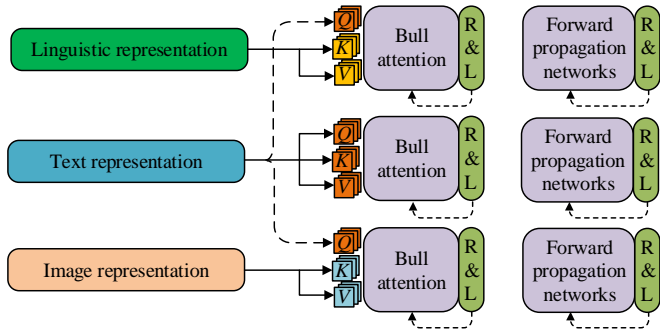 Linguistic representation
Q
K
V
Bull
attention
R
&
L
Forward
propagation
networks
R
&
L
Text representation
Q
K
V
Bull
attention
R
&
L
Forward
propagation
networks
R
&
L
Image representation
Q
K
V
Bull
attention
R
&
L
Forward
propagation
networks
R
&
L